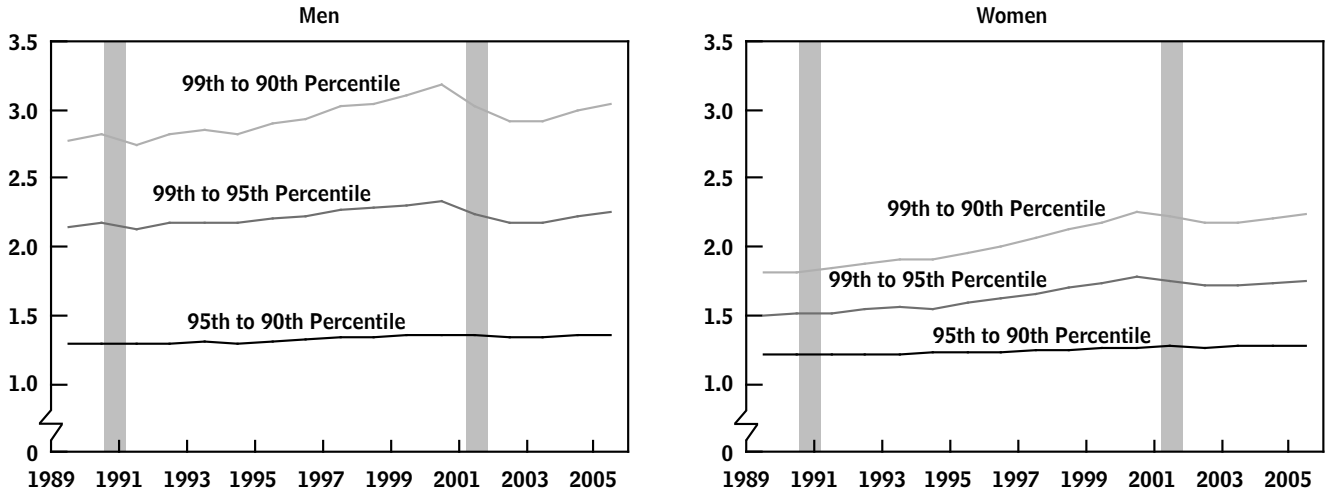 Men
3.5
99th to 90th Percentile
3.0
2.5
99th to 95th Percentile
2.0
95th to 90th Percentile
1.5
1.0
0
1989 1991 1993 1995 1997 1999 2001 2003 2005
Women
3.5
3.0
2.5
99th to 90th Percentile
2.0
99th to 95th Percentile
1.5
95th to 90th Percentile
1.0
0
1989 1991 1993 1995 1997 1999 2001 2003 2005